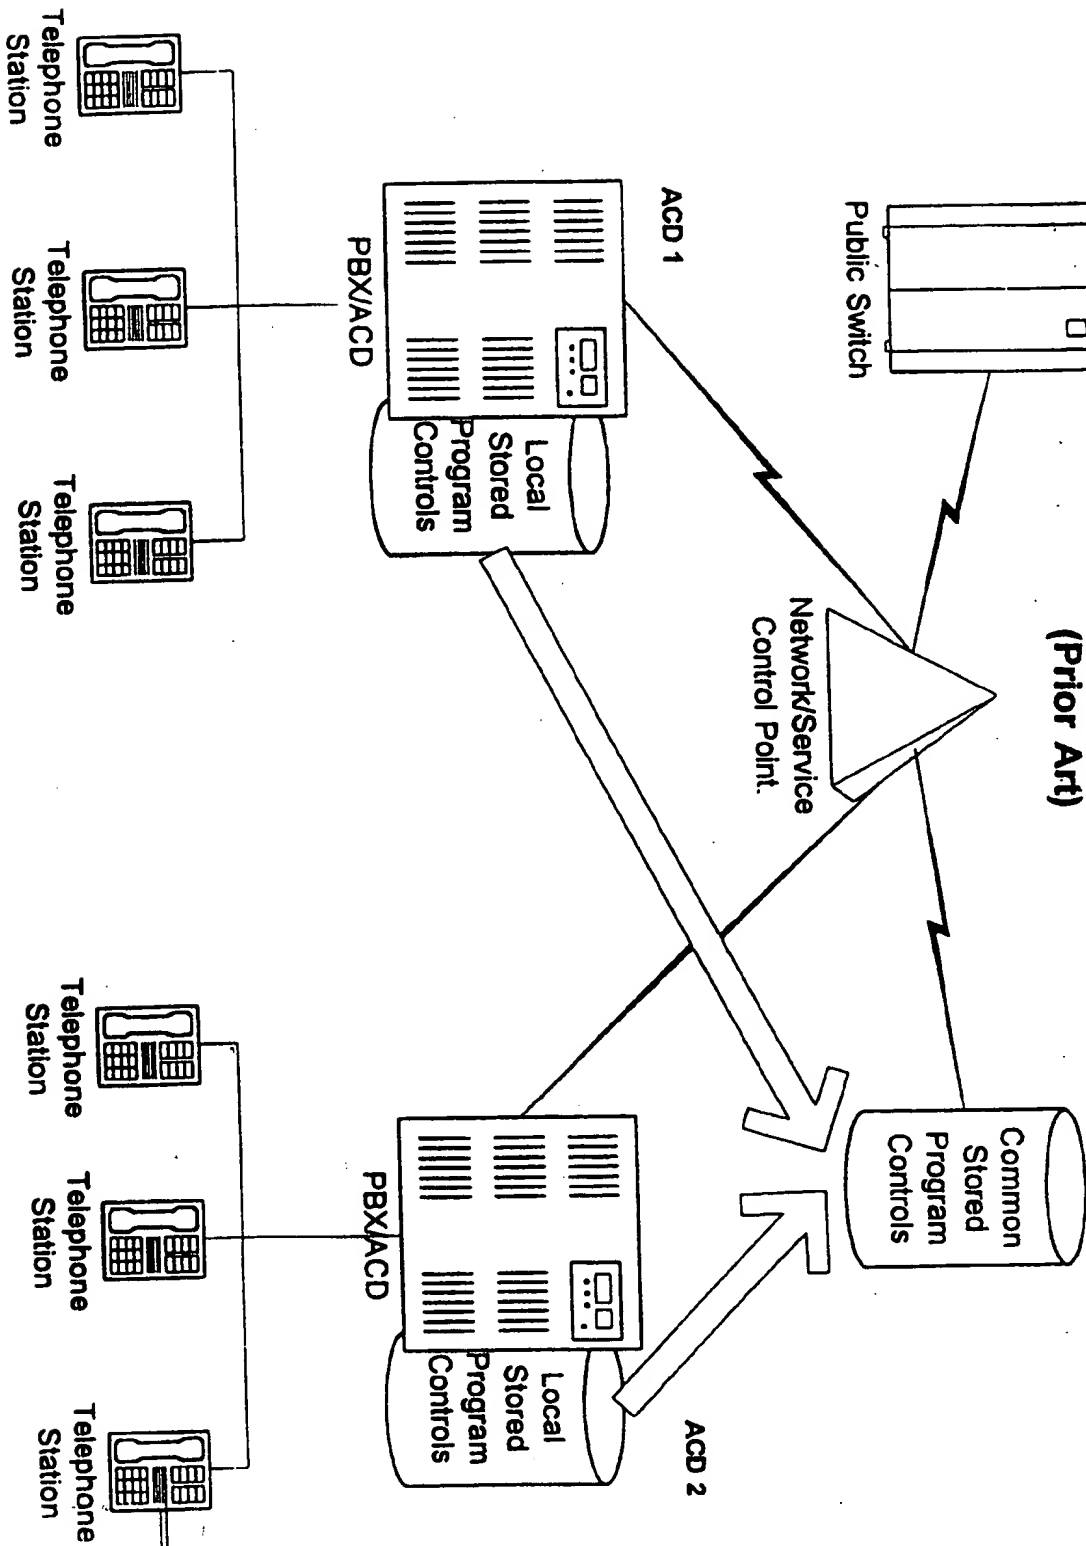 (Prior Art)
Public Switch
Network/Service
Control Point.
Common
Stored
Program
Controls
ACD 1
Local
Stored
Program
Controls
PBX/ACD
ACD 2
Local
Stored
Program
Controls
PBX/ACD
Telephone
Station
Telephone
Station
Telephone
Station
Telephone
Station
Telephone
Station
Telephone
Station